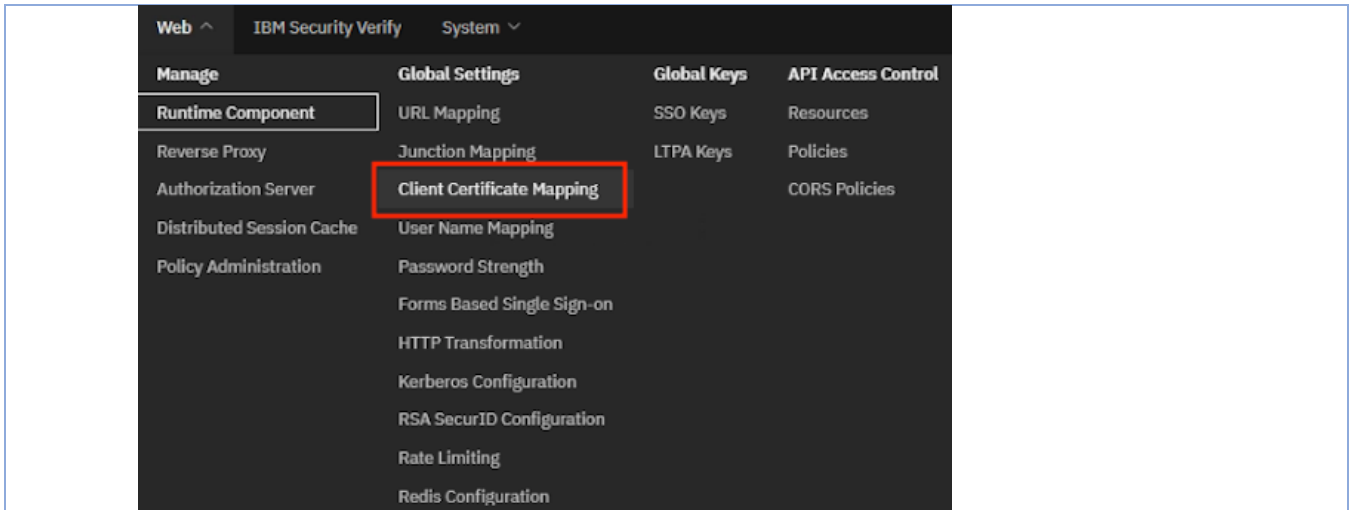 Web IBM Security Verify System
Manage Global Settings Global Keys API Access Control
Runtime Component URL Mapping SSO Keys Resources
Reverse Proxy Junction Mapping LTPA Keys Policies
Authorization Server Client Certificate Mapping CORS Policies
Distributed Session Cache User Name Mapping
Policy Administration Password Strength
Forms Based Single Sign-on
HTTP Transformation
Kerberos Configuration
RSA SecurID Configuration
Rate Limiting
Redis Configuration